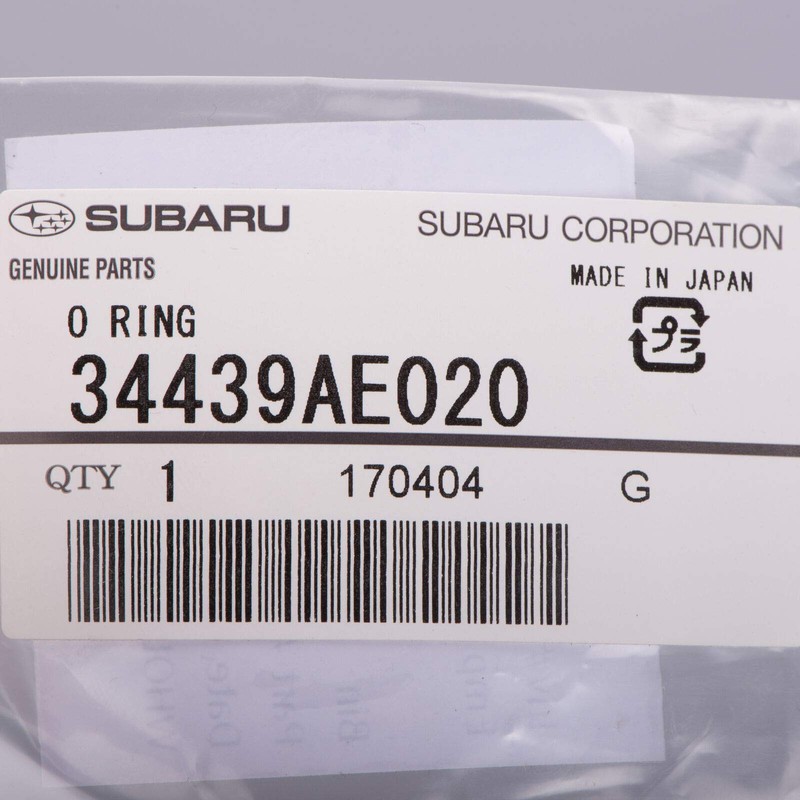 SUBARU
SUBARU CORPORATION
GENUINE PARTS
MADE IN JAPAN
O RING
プラ
34439AE020
QTY 1 170404 G